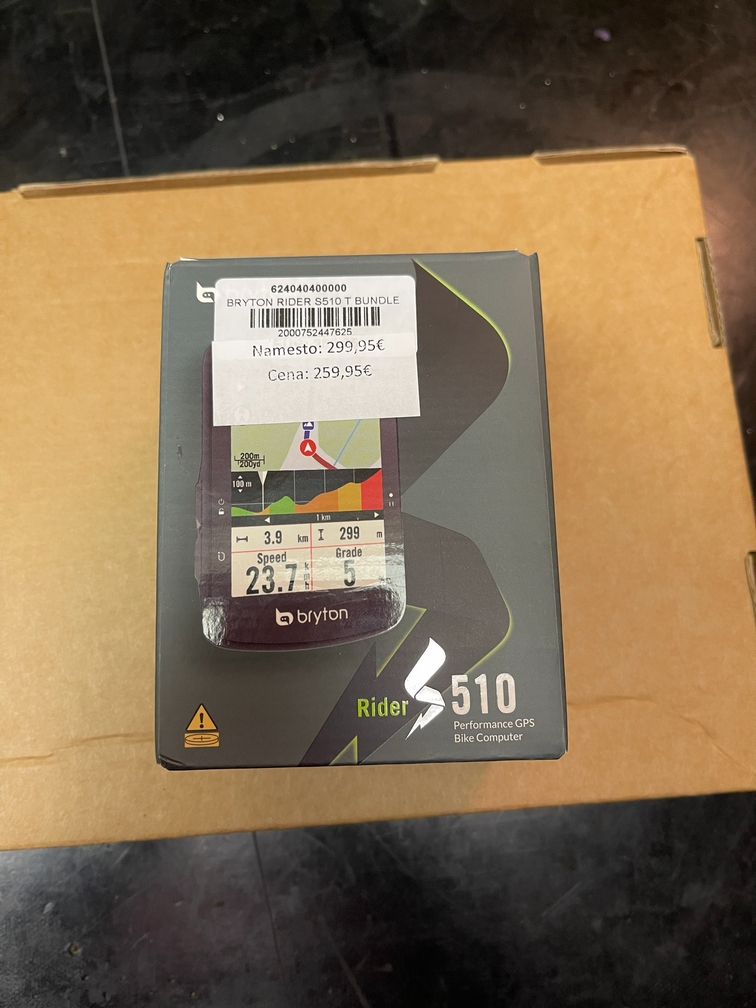 624040400000
BRYTON RIDER S510 T BUNDLE
2000752447625
Namesto: 299,95€
Cena: 259,95€
200m
200yd
100 m
1 km
3.9 km 299 m
Speed Grade
23.7 kmh 5
bryton
Rider S 510
Performance GPS
Bike Computer